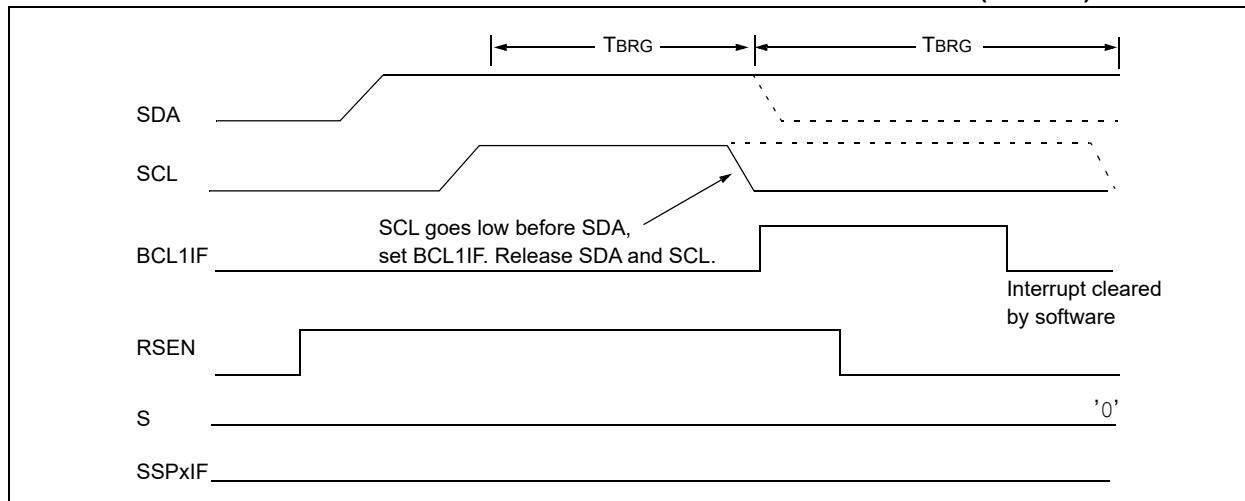 TBRG TBRG
SDA
SCL
SCL goes low before SDA,
set BCL1IF. Release SDA and SCL.
BCL1IF
Interrupt cleared
by software
RSEN
S '0'
SSPxIF